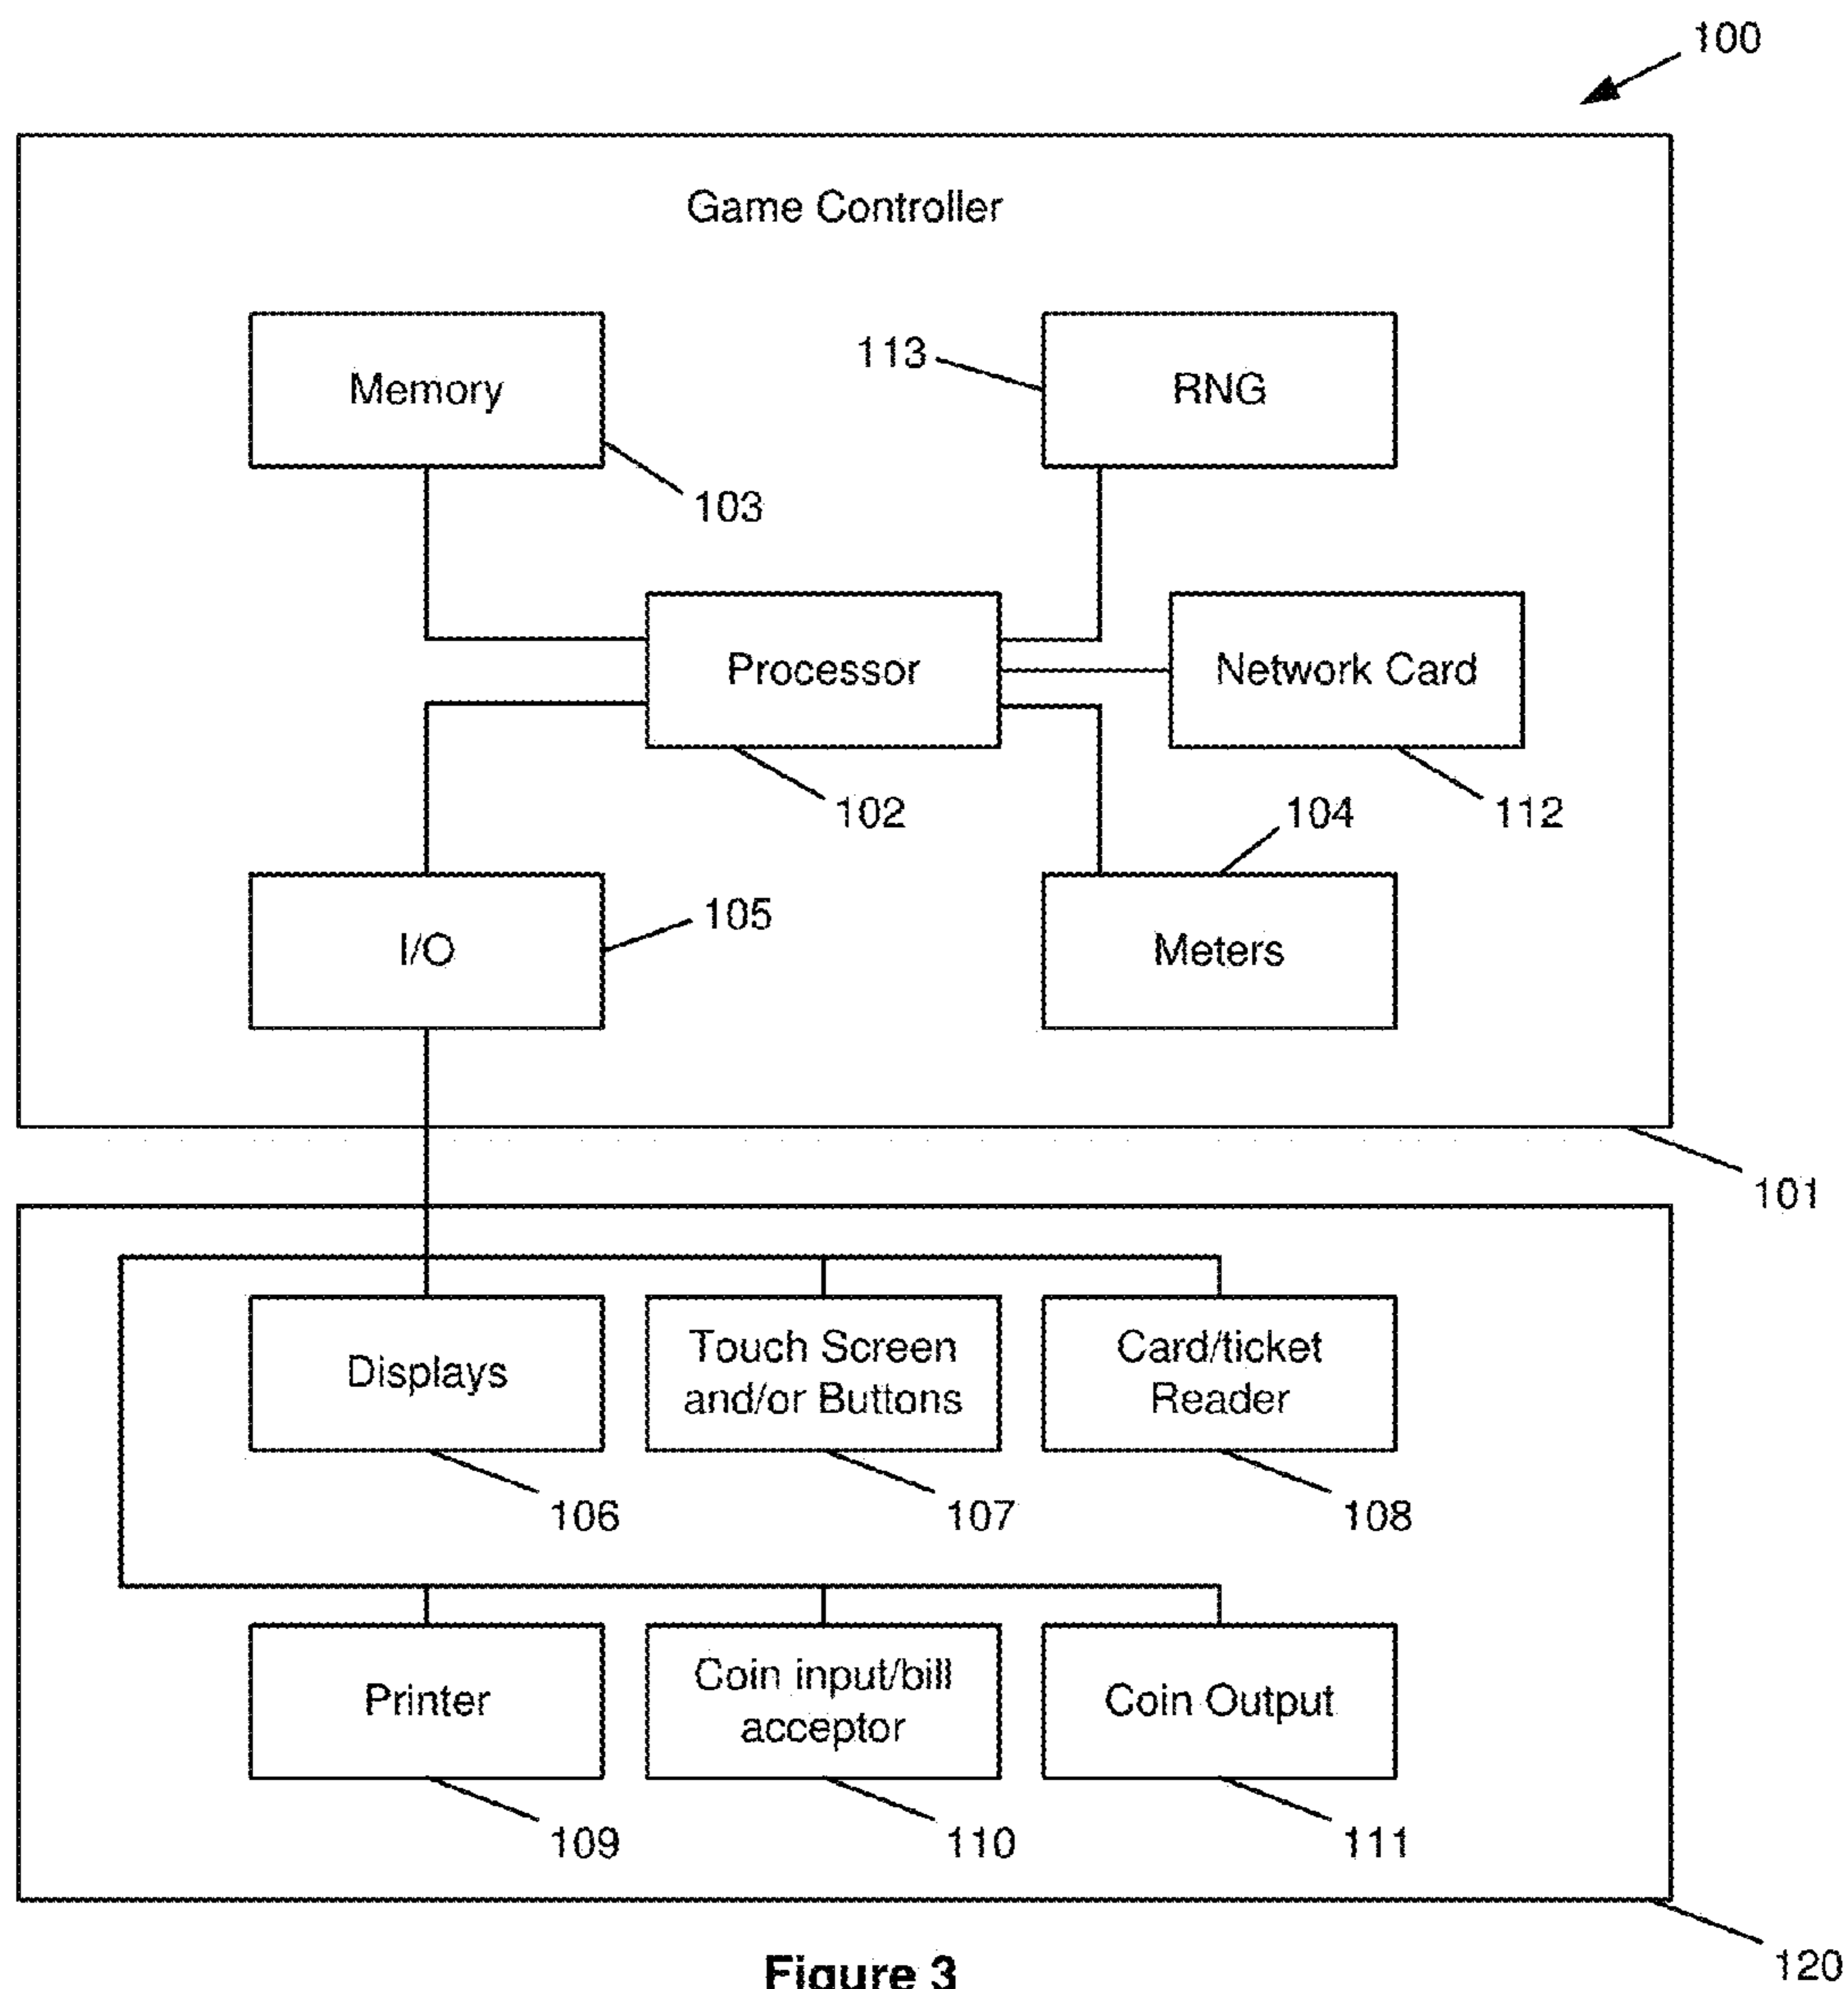 100
Game Controller
Memory
113
RNG
103
Processor
Network Card
102
104
112
I/O
105
Meters
101
Displays
Touch Screen
and/or Buttons
Card/ticket
Reader
106
107
108
Printer
Coin input/bill
acceptor
Coin Output
109
110
111
120
Figure 3